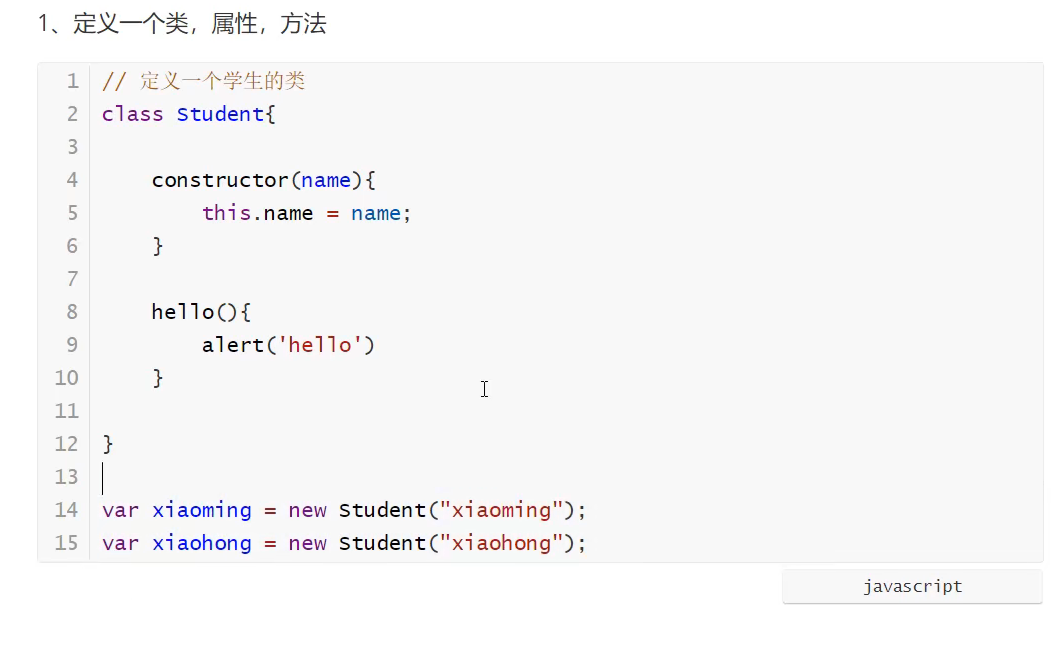 1、定义一个类，属性，方法
1 // 定义一个学生的类
2 class Student{
3
4     constructor(name){
5         this.name = name;
6     }
7
8     hello(){
9         alert('hello')
10     }
11
12 }
13
14 var xiaoming = new Student("xiaoming");
15 var xiaohong = new Student("xiaohong");
javascript